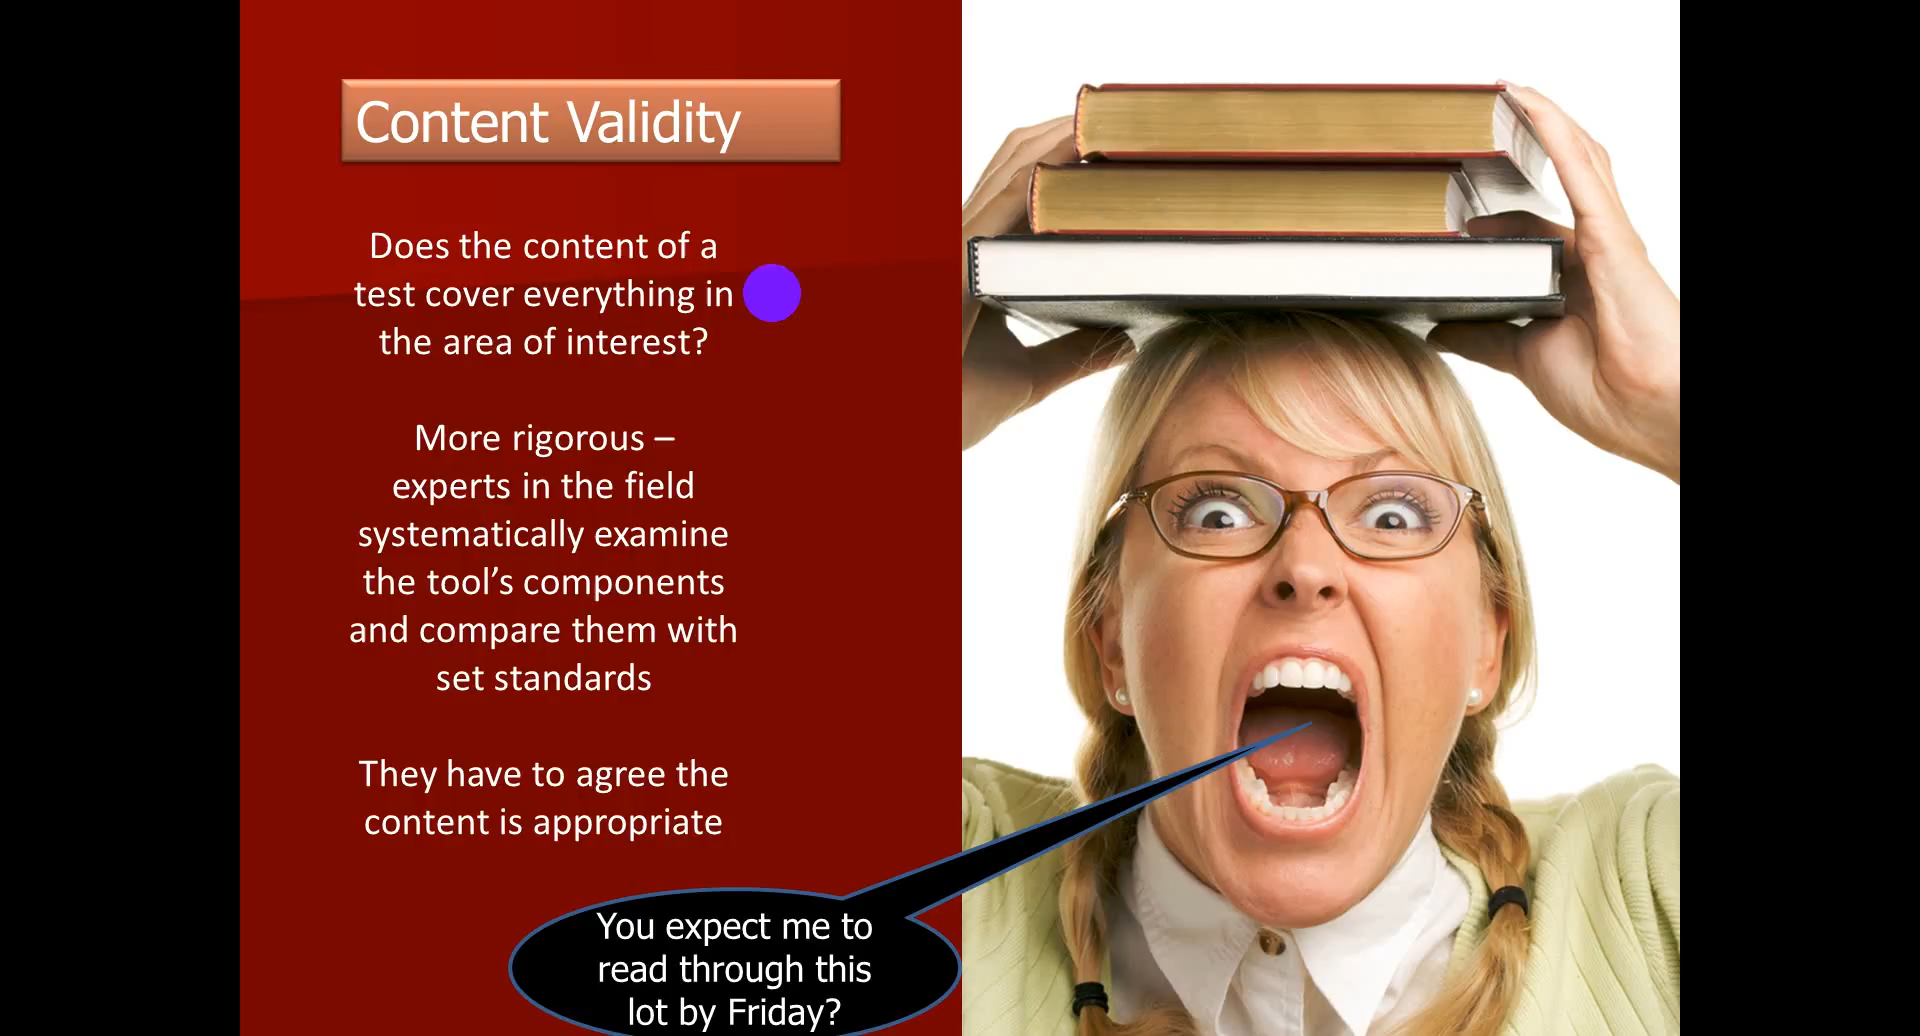 Content Validity
Does the content of a
test cover everything in
the area of interest?
More rigorous –
experts in the field
systematically examine
the tool’s components
and compare them with
set standards
They have to agree the
content is appropriate
You expect me to
read through this
lot by Friday?